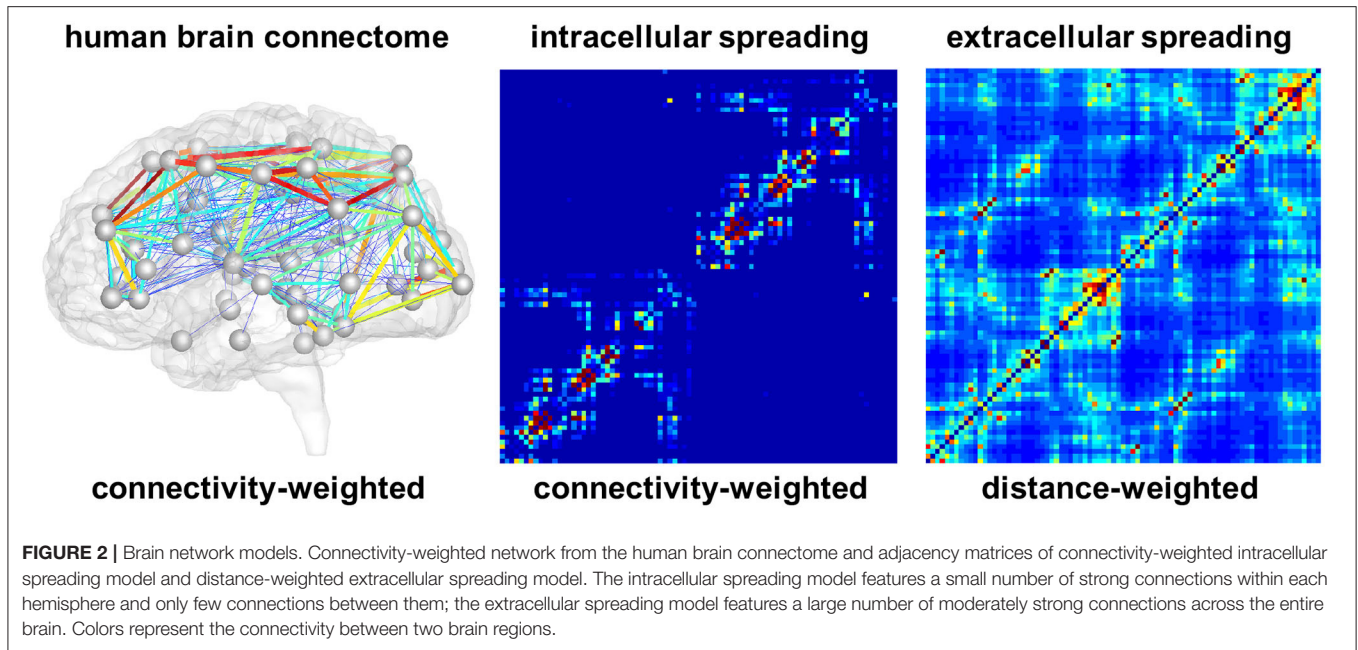 human brain connectome
intracellular spreading
extracellular spreading
connectivity-weighted
connectivity-weighted
distance-weighted
FIGURE 2 | Brain network models. Connectivity-weighted network from the human brain connectome and adjacency matrices of connectivity-weighted intracellular
spreading model and distance-weighted extracellular spreading model. The intracellular spreading model features a small number of strong connections within each
hemisphere and only few connections between them; the extracellular spreading model features a large number of moderately strong connections across the entire
brain. Colors represent the connectivity between two brain regions.